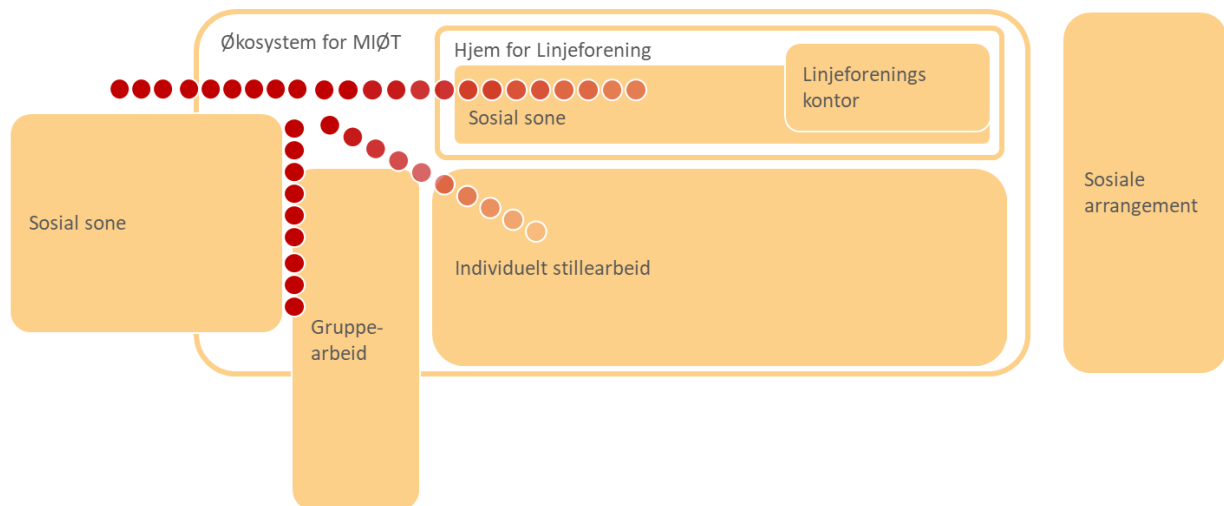 Økosystem for MIØT
Hjem for Linjeforening
Linjeforenings
kontor
Sosial sone
Sosiale
arrangement
Sosial sone
Individuelt stillearbeid
Gruppe-
arbeid